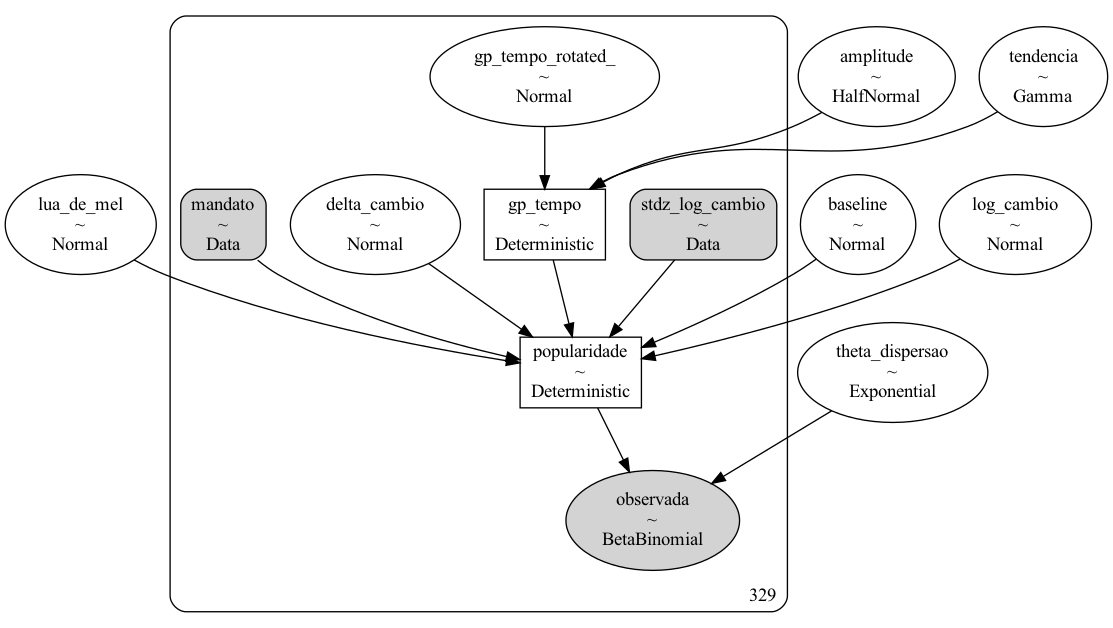 gp_tempo_rotated_
~
Normal
amplitude
~
HalfNormal
tendencia
~
Gamma
lua_de_mel
~
Normal
mandato
~
Data
delta_cambio
~
Normal
gp_tempo
~
Deterministic
stdz_log_cambio
~
Data
baseline
~
Normal
log_cambio
~
Normal
popularidade
~
Deterministic
theta_dispersao
~
Exponential
observada
~
BetaBinomial
329